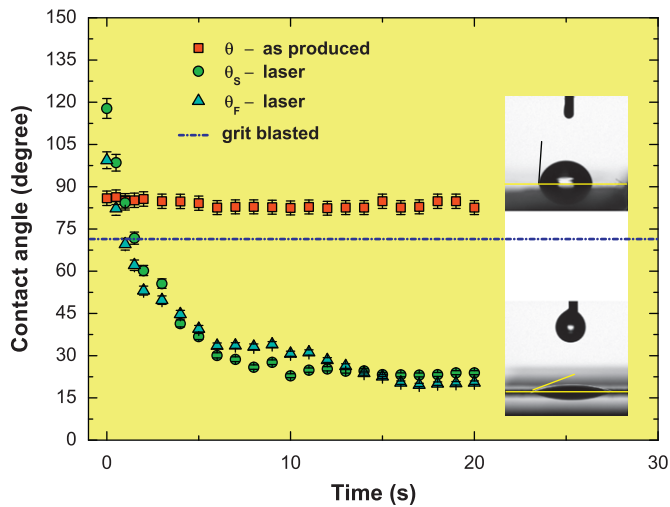 150
135
120
105
90
75
60
45
30
15
0
Contact angle (degree)
θ – as produced
θS – laser
θF – laser
grit blasted
0
10
20
30
Time (s)